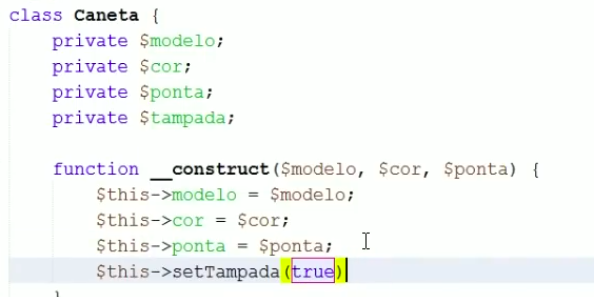 class Caneta {
    private $modelo;
    private $cor;
    private $ponta;
    private $tampada;

    function __construct($modelo, $cor, $ponta) {
        $this->modelo = $modelo;
        $this->cor = $cor;
        $this->ponta = $ponta;
        $this->setTampada(true)
    }